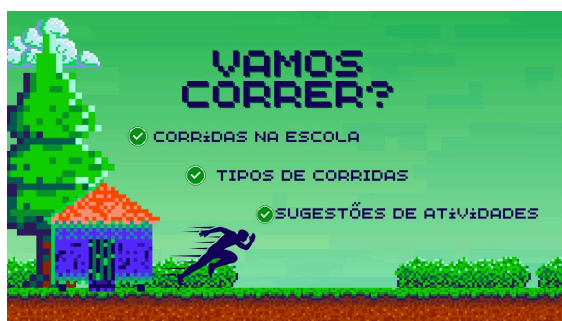 VAMOS
CORRER?
CORRIDAS NA ESCOLA
TIPOS DE CORRIDAS
SUGESTÕES DE ATIVIDADES